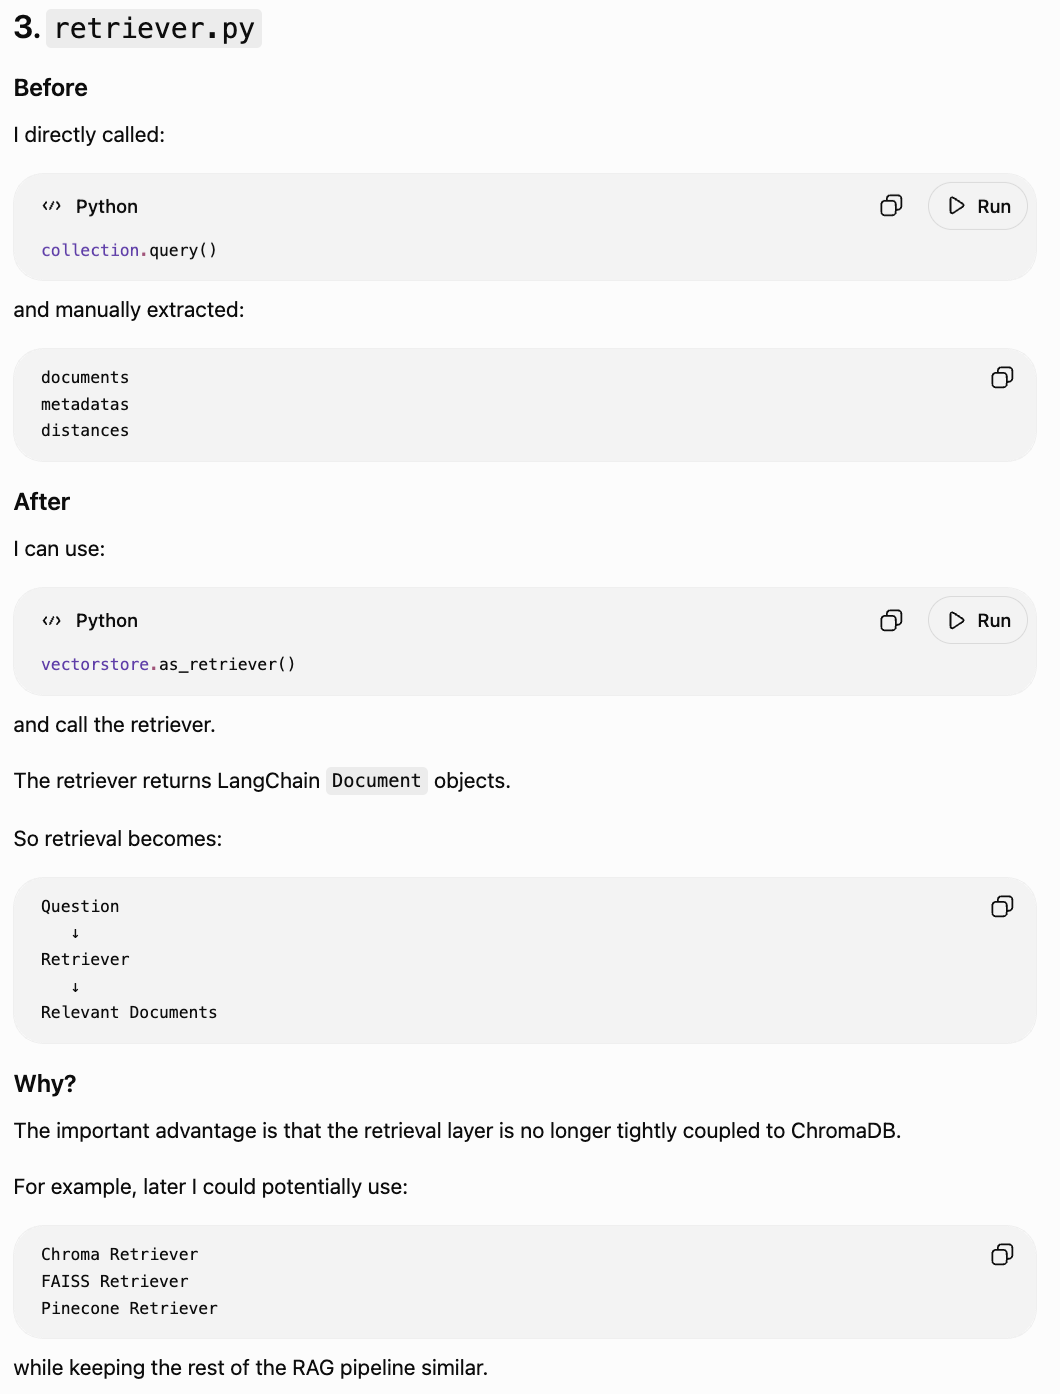 3. retriever.py
Before
I directly called:
Python
Run
collection.query()
and manually extracted:
documents
metadatas
distances
After
I can use:
Python
Run
vectorstore.as_retriever()
and call the retriever.
The retriever returns LangChain Document objects.
So retrieval becomes:
Question
↓
Retriever
↓
Relevant Documents
Why?
The important advantage is that the retrieval layer is no longer tightly coupled to ChromaDB.
For example, later I could potentially use:
Chroma Retriever
FAISS Retriever
Pinecone Retriever
while keeping the rest of the RAG pipeline similar.